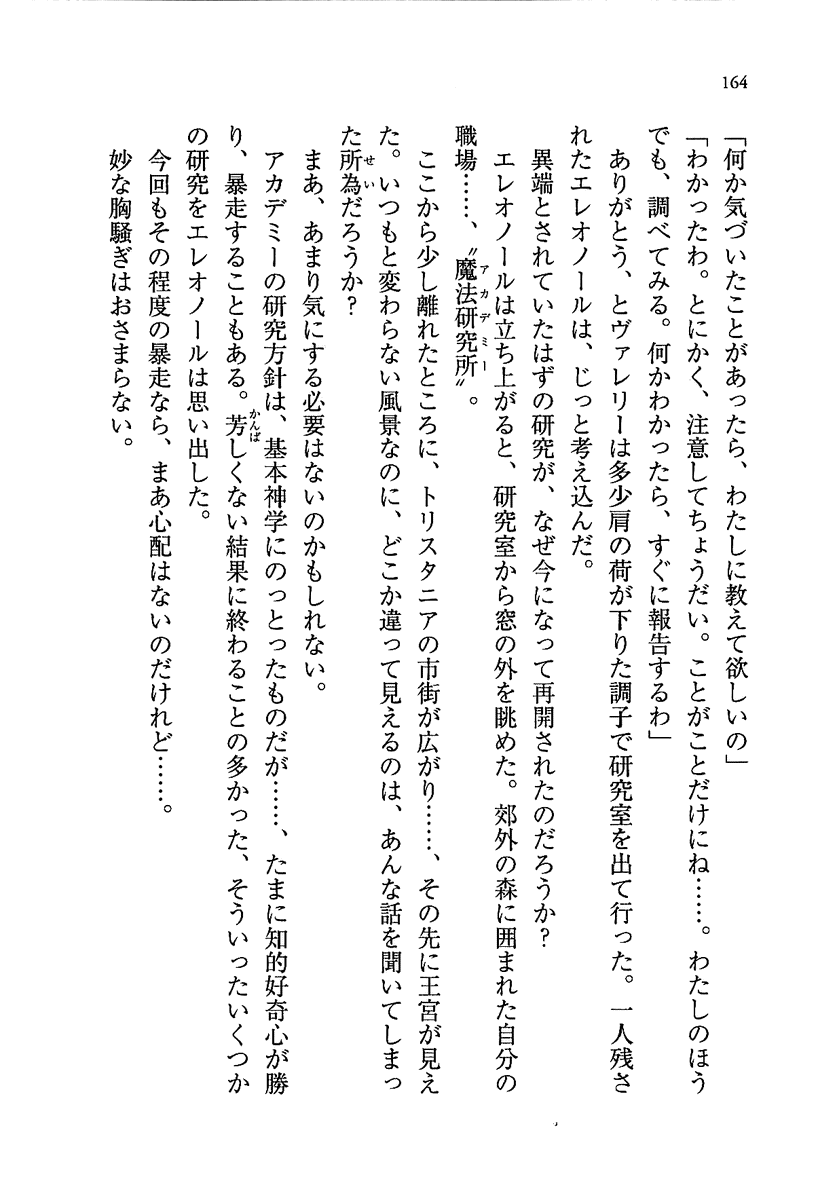 164
「何か気づいたことがあったら、わたしに教えて欲しいの」
「わかったわ。とにかく、注意してちょうだい。ことがことだけにね……。わたしのほう
でも、調べてみる。何かわかったら、すぐに報告するわ」
ありがとう、とヴァレリーは多少肩の荷が下りた調子で研究室を出て行った。一人残さ
れたエレオノールは、じっと考え込んだ。
異端とされていたはずの研究が、なぜ今になって再開されたのだろうか?
エレオノールは立ち上がると、研究室から窓の外を眺めた。郊外の森に囲まれた自分の
職場……、〝魔法研究所〟。
アカデミー
ここから少し離れたところに、トリスタニアの市街が広がり……、その先に王宮が見え
た。いつもと変わらない風景なのに、どこか違って見えるのは、あんな話を聞いてしまっ
た所為だろうか?
せい
まあ、あまり気にする必要はないのかもしれない。
アカデミーの研究方針は、基本神学にのっとったものだが……、たまに知的好奇心が勝
り、暴走することもある。芳しくない結果に終わることの多かった、そういったいくつか
かんば
の研究をエレオノールは思い出した。
今回もその程度の暴走なら、まあ心配はないのだけれど……。
妙な胸騒ぎはおさまらない。